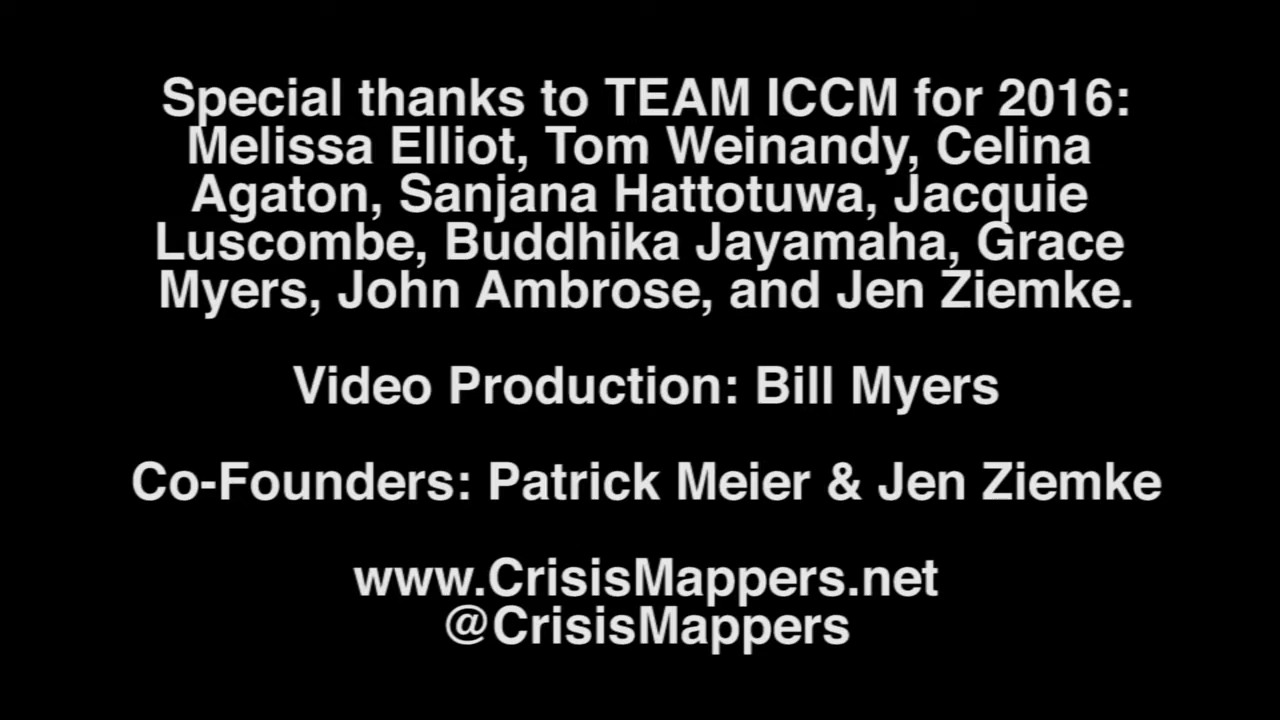 Special thanks to TEAM ICCM for 2016:
Melissa Elliot, Tom Weinandy, Celina
Agaton, Sanjana Hattotuwa, Jacquie
Luscombe, Buddhika Jayamaha, Grace
Myers, John Ambrose, and Jen Ziemke.
Video Production: Bill Myers
Co-Founders: Patrick Meier & Jen Ziemke
www.CrisisMappers.net
@CrisisMappers